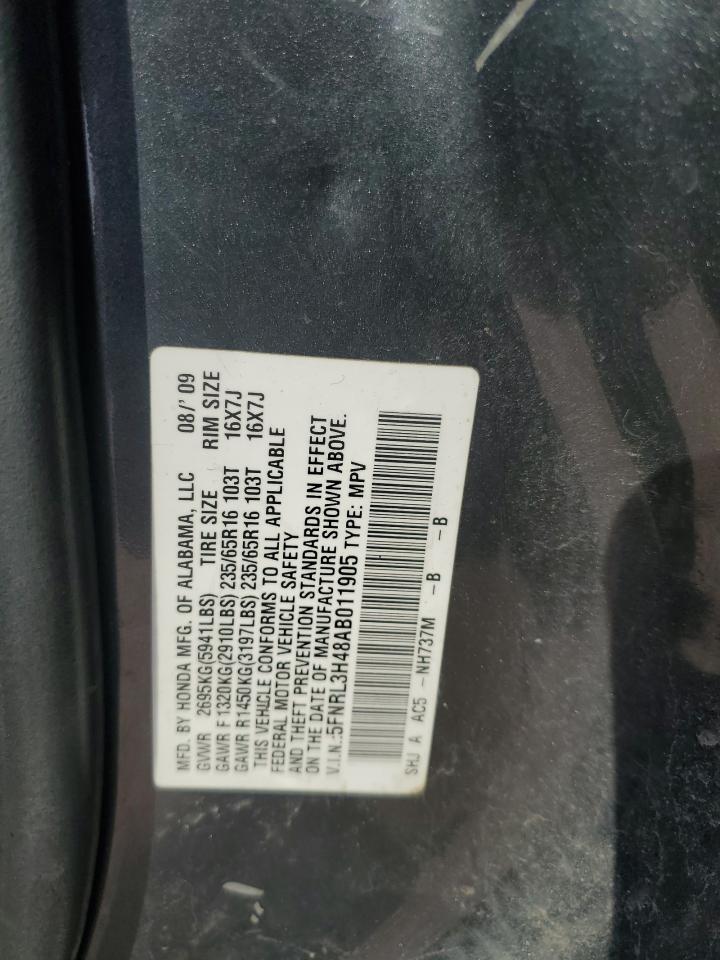 MFD. BY HONDA MFG. OF ALABAMA, LLC 08/' 09
GVWR 2695KG(5941LBS) TIRE SIZE RIM SIZE
GAWR F 1320KG(2910LBS) 235/65R16 103T 16X7J
GAWR R1450KG(3197LBS) 235/65R16 103T 16X7J
THIS VEHICLE CONFORMS TO ALL APPLICABLE
FEDERAL MOTOR VEHICLE SAFETY
AND THEFT PREVENTION STANDARDS IN EFFECT
ON THE DATE OF MANUFACTURE SHOWN ABOVE.
V.I.N.:5FNRL3H48AB011905 TYPE: MPV
SHJ A AC5 -NH737M -B -B